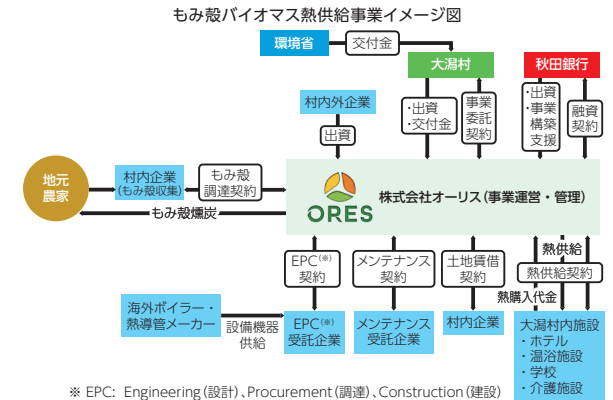 もみ殻バイオマス熱供給事業イメージ図
環境省
交付金
大潟村
秋田銀行
村内外企業
出資
・出資
・交付金
事業
委託
契約
・出資
・事業
構築
支援
融資
契約
地元
農家
村内企業
(もみ殻収集)
もみ殻
調達契約
もみ殻燻炭
ORES
株式会社オーリス(事業運営・管理)
EPC(※)
契約
メンテナンス
契約
土地賃借
契約
熱供給
熱供給契約
熱購入代金
海外ボイラー・
熱導管メーカー
設備機器
供給
EPC(※)
受託企業
メンテナンス
受託企業
村内企業
大潟村内施設
・ホテル
・温浴施設
・学校
・介護施設
※ EPC: Engineering(設計)、Procurement(調達)、Construction(建設)